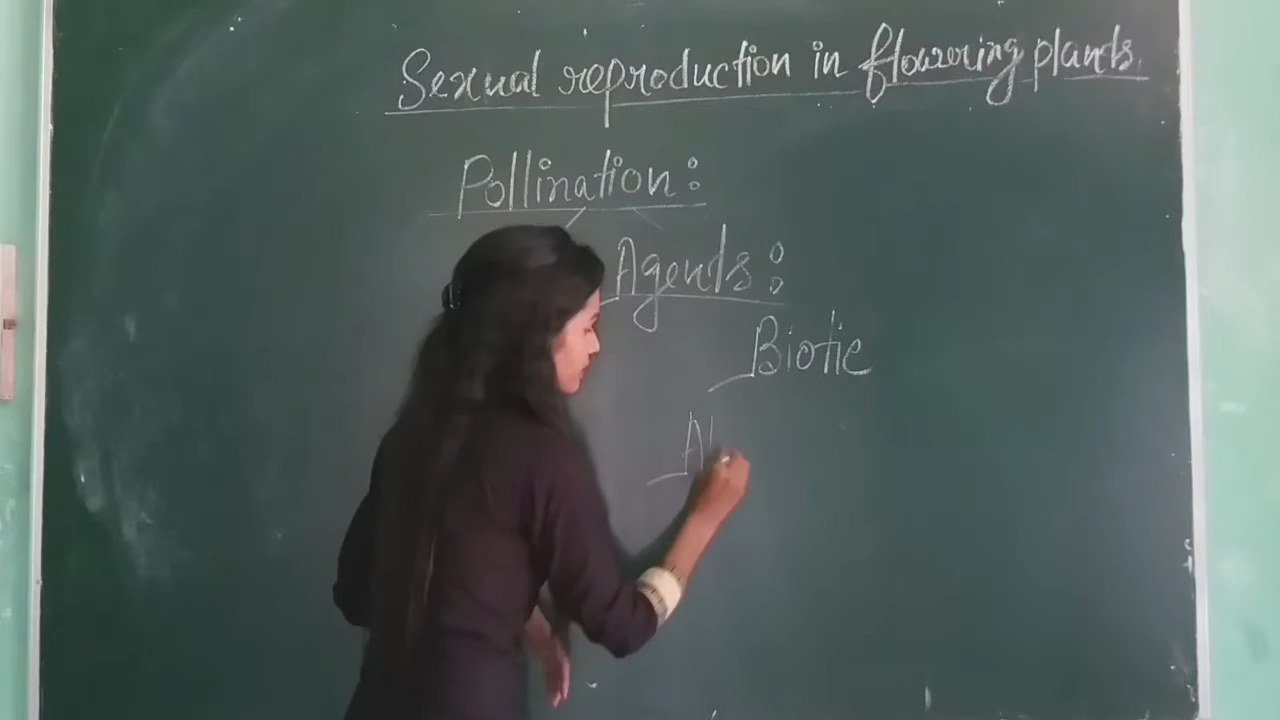 Sexual reproduction in flowering plants
Pollination:
Agents:
Biotic
A